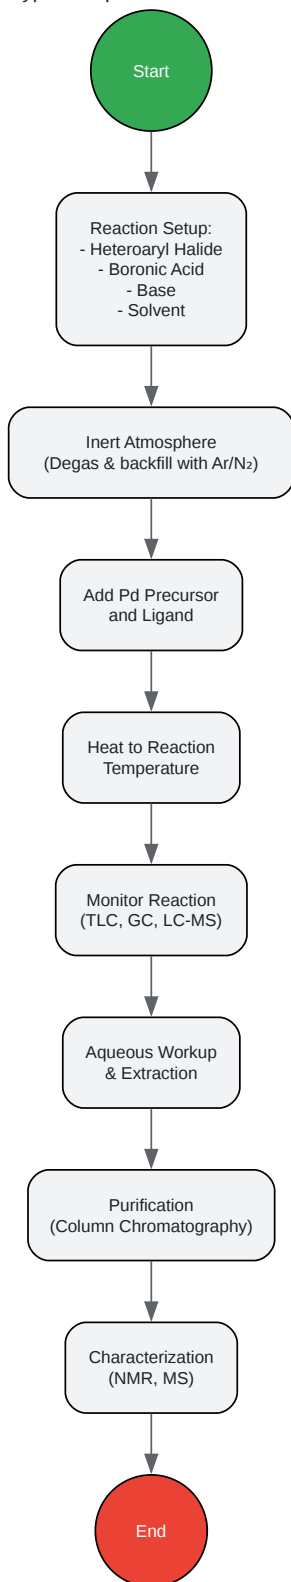 Start
Reaction Setup:
- Heteroaryl Halide
- Boronic Acid
- Base
- Solvent
Inert Atmosphere
(Degas & backfill with Ar/N₂)
Add Pd Precursor
and Ligand
Heat to Reaction
Temperature
Monitor Reaction
(TLC, GC, LC-MS)
Aqueous Workup
& Extraction
Purification
(Column Chromatography)
Characterization
(NMR, MS)
End